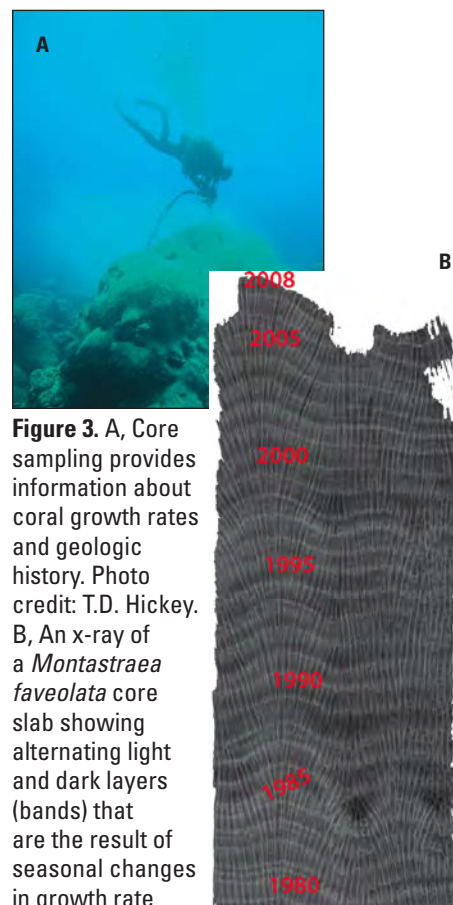 A
B
2008
2005
2000
1995
1990
1985
1980
Figure 3. A, Core
sampling provides
information about
coral growth rates
and geologic
history. Photo
credit: T.D. Hickey.
B, An x-ray of
a Montastraea
faveolata core
slab showing
alternating light
and dark layers
(bands) that
are the result of
seasonal changes
in growth rate